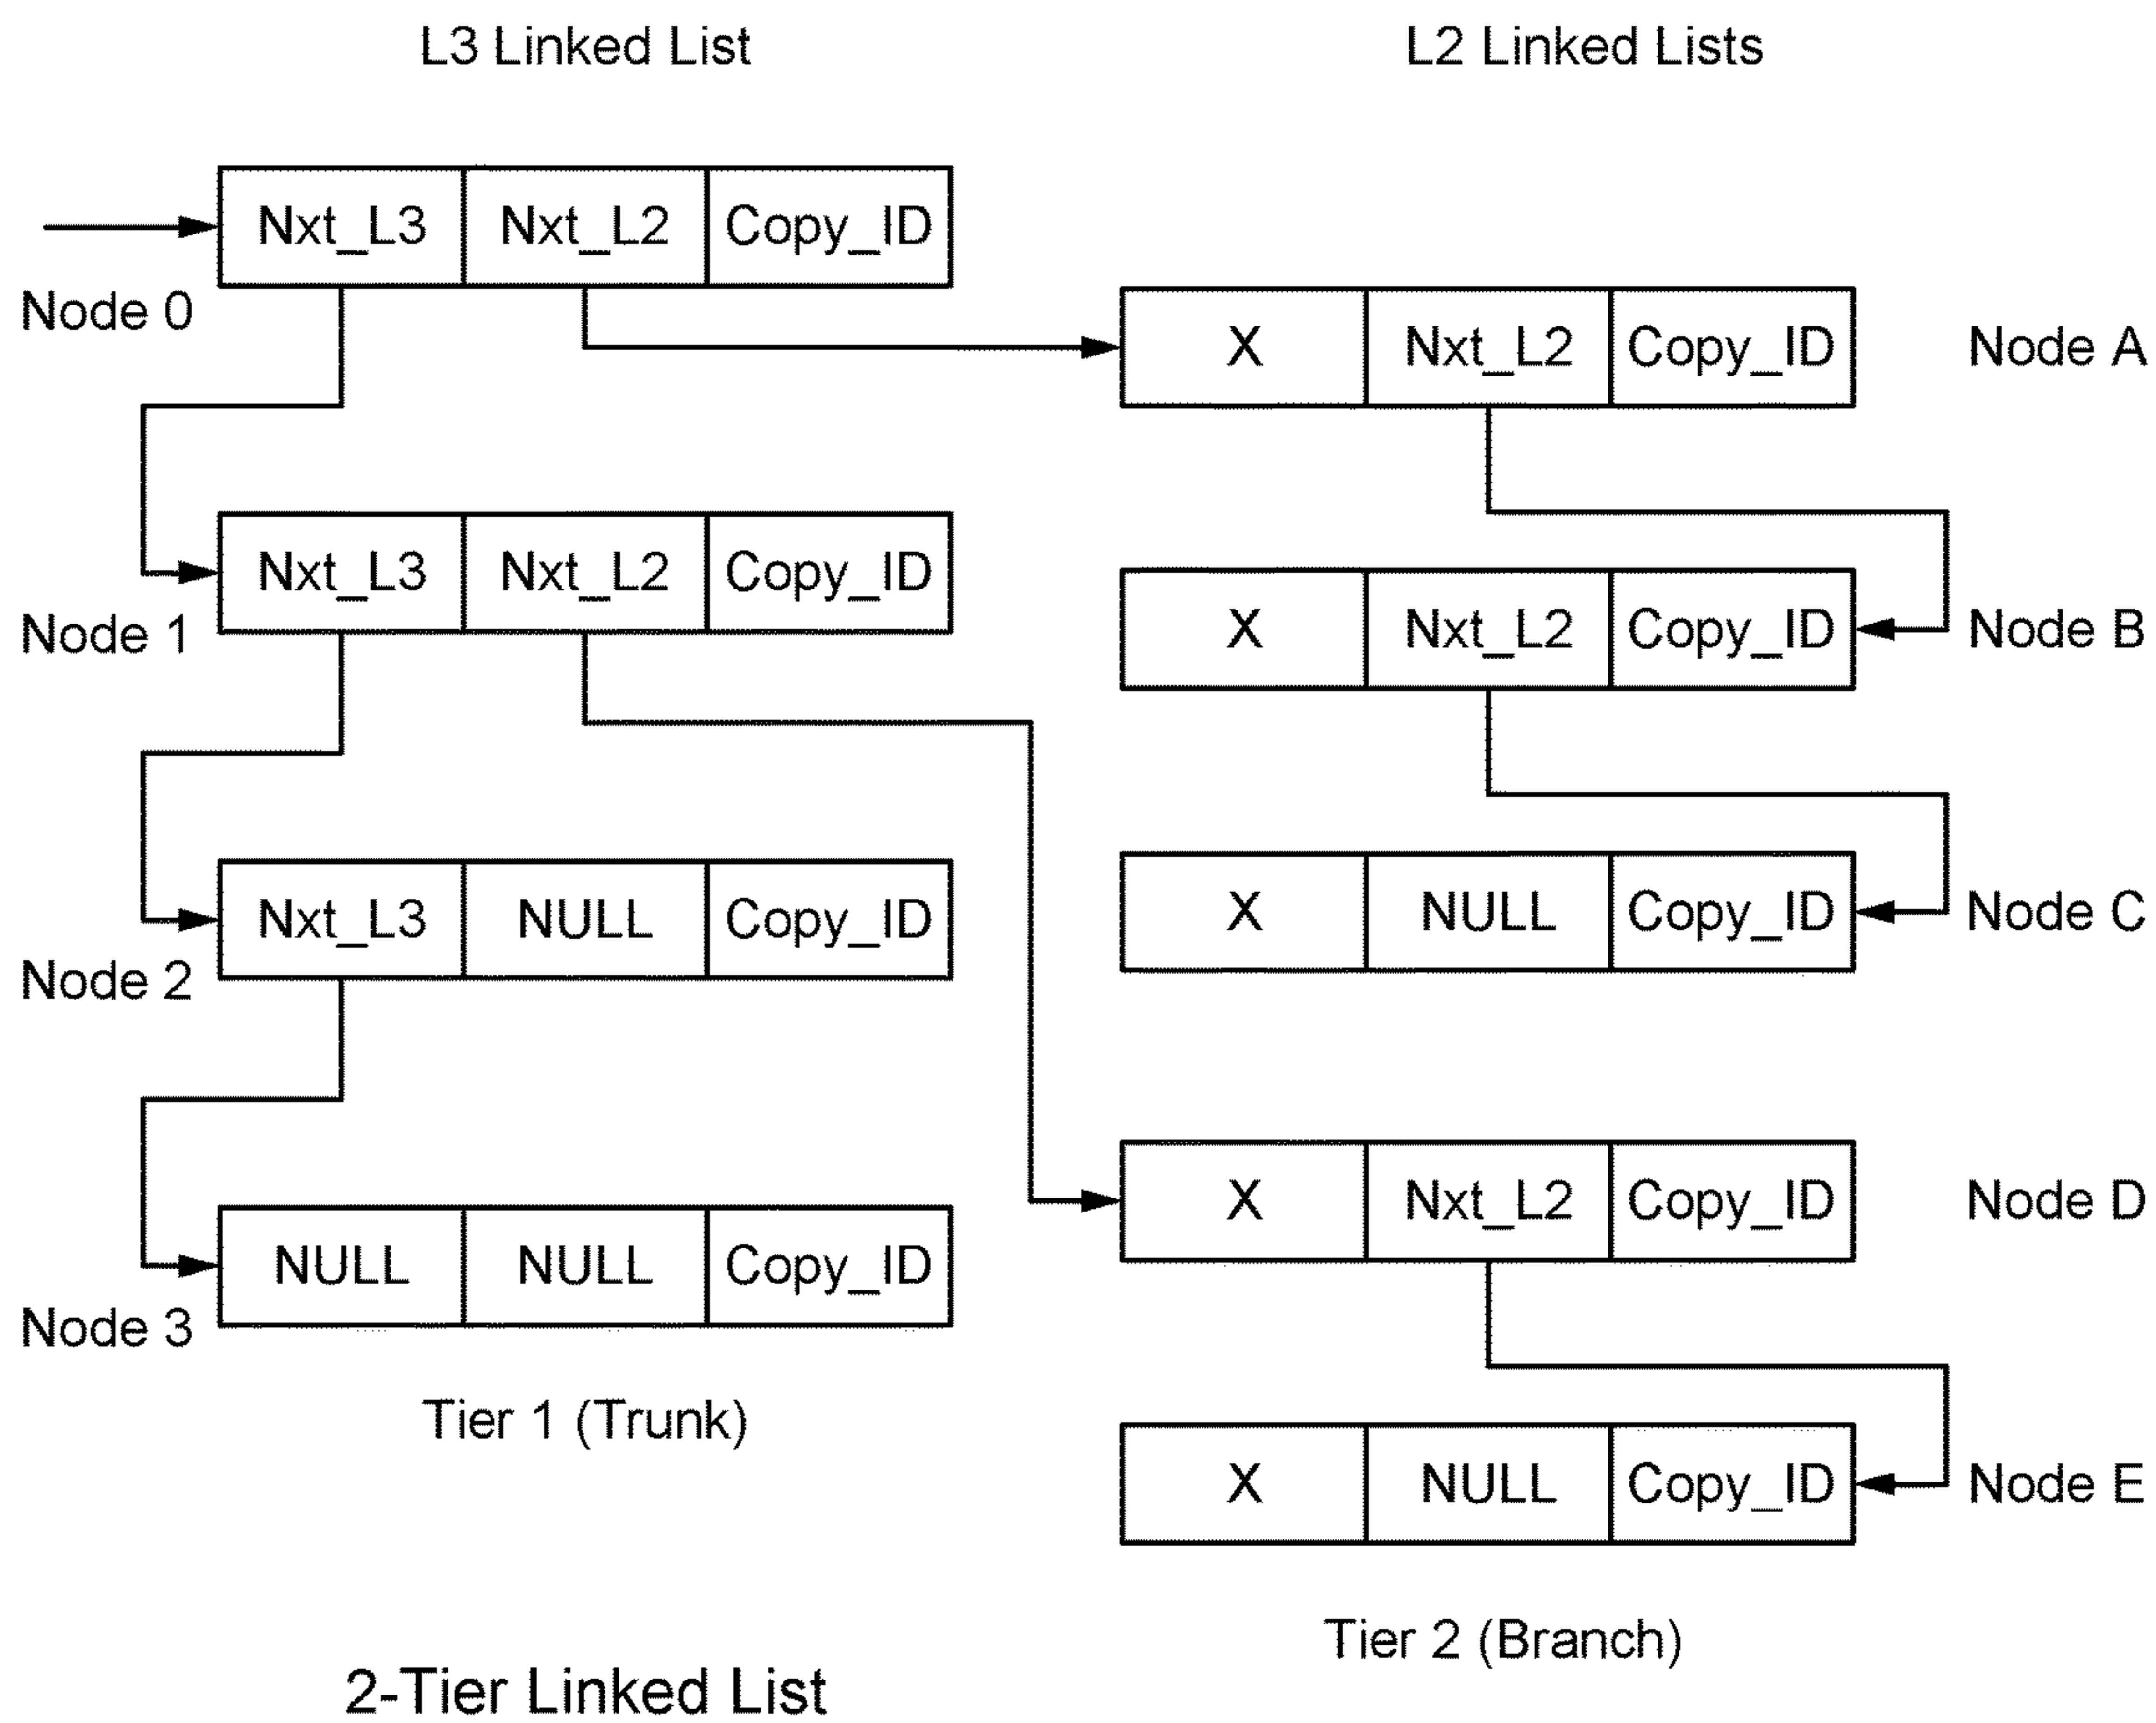 L3 Linked List
L2 Linked Lists
Nxt_L3 Nxt_L2 Copy_ID
Node 0
X Nxt_L2 Copy_ID Node A
Nxt_L3 Nxt_L2 Copy_ID
Node 1
X Nxt_L2 Copy_ID Node B
Nxt_L3 NULL Copy_ID
Node 2
X NULL Copy_ID Node C
X Nxt_L2 Copy_ID Node D
NULL NULL Copy_ID
Node 3
Tier 1 (Trunk)
X NULL Copy_ID Node E
Tier 2 (Branch)
2-Tier Linked List